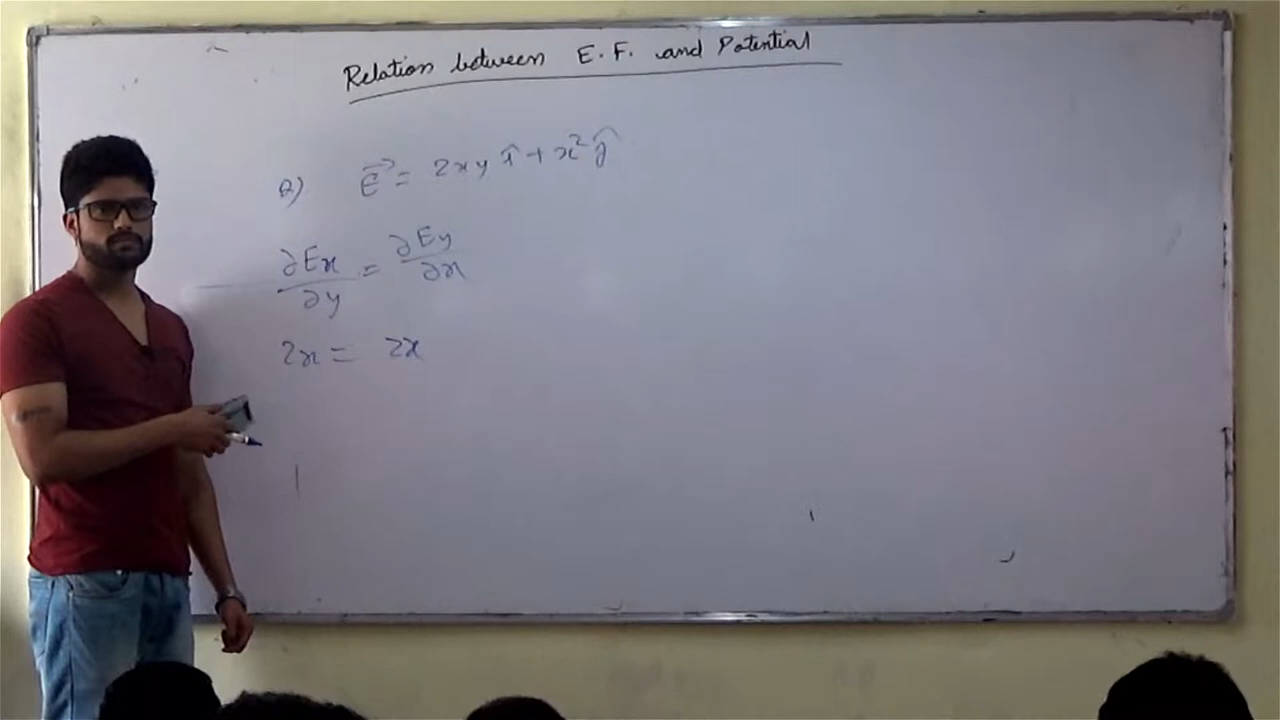 Relation between E.F. and Potential
Q) E⃗ = 2xy î + x² ĵ
∂Ex/∂y = ∂Ey/∂x
2x = 2x